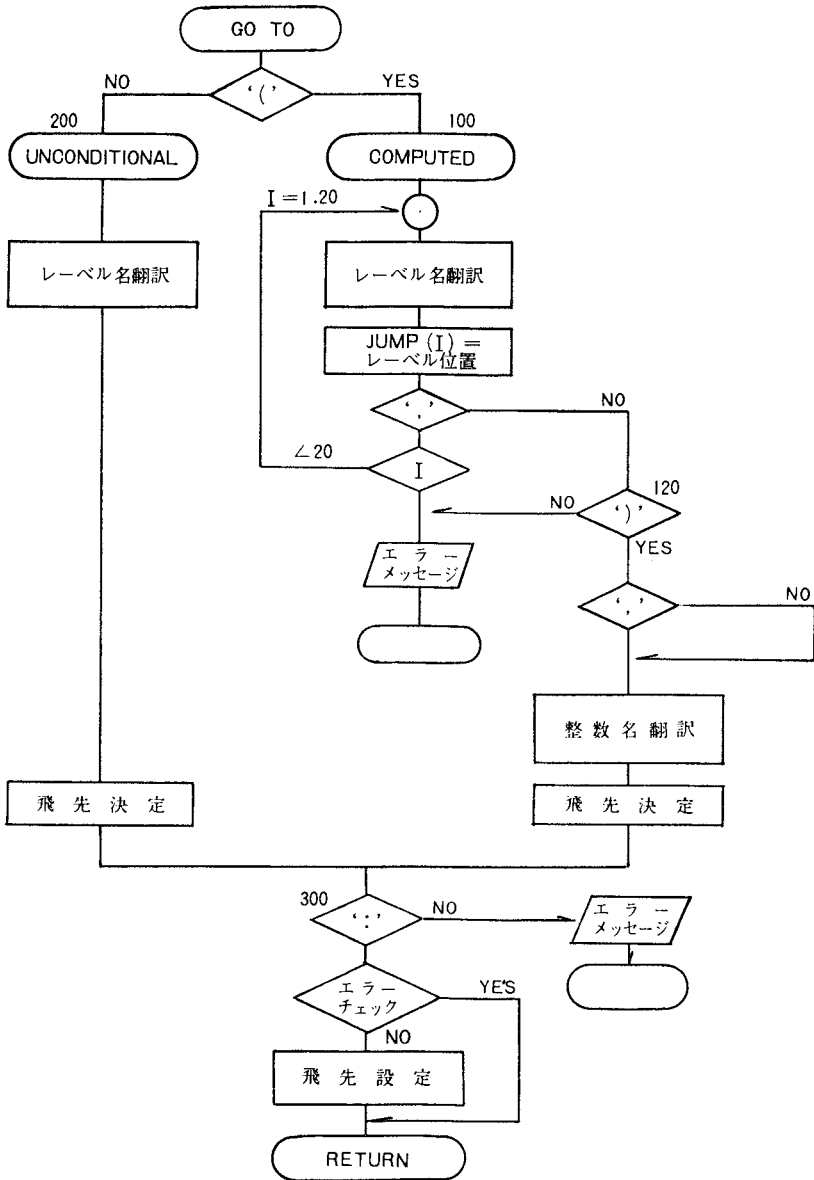 GO TO
NO
‘(’
YES
200
100
UNCONDITIONAL
COMPUTED
I=1.20
レーベル名翻訳
レーベル名翻訳
JUMP(I)=
レーベル位置
‘,’
NO
∠20
I
NO
120
‘)’
YES
エラー
メッセージ
‘,’
NO
整数名翻訳
飛先決定
飛先決定
300
‘:’
NO
エラー
メッセージ
エラー
チェック
YE'S
NO
飛先設定
RETURN